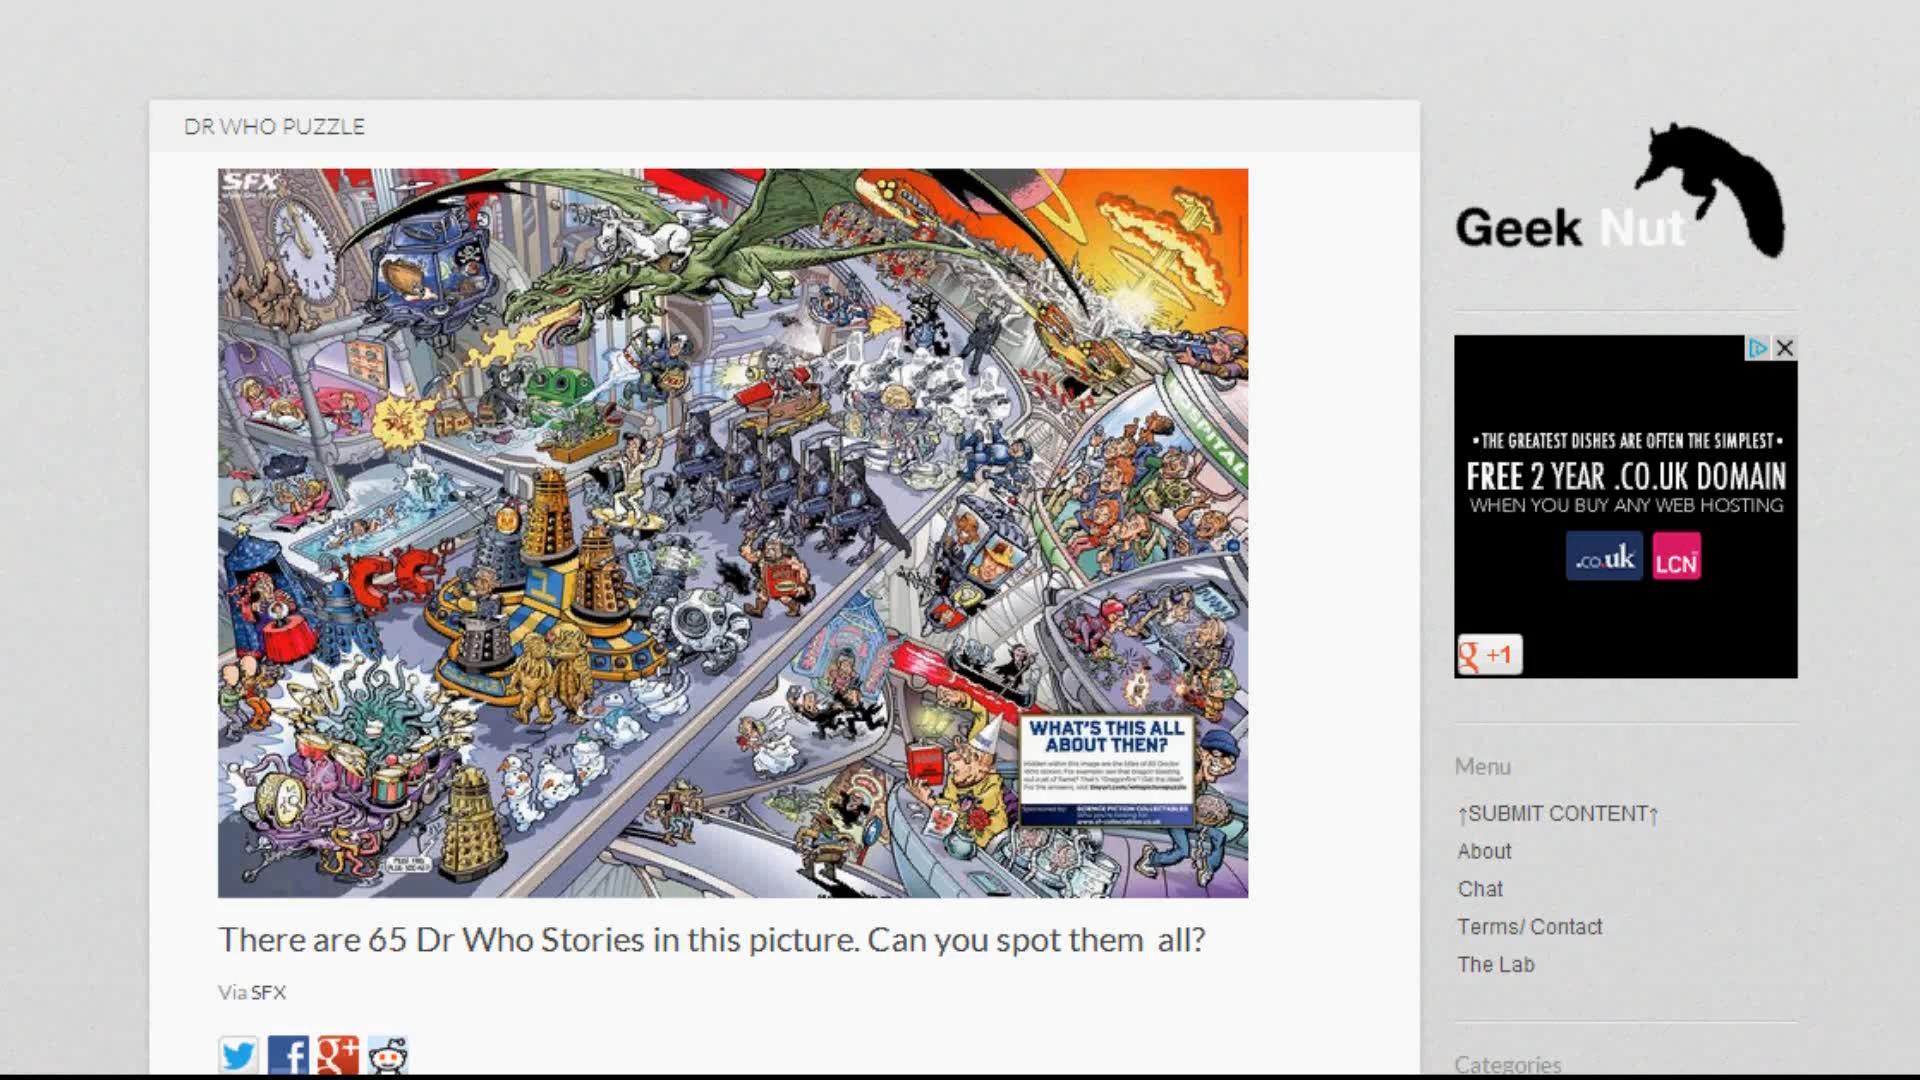 DR WHO PUZZLE
SFX
HOSPITAL
WHAT'S THIS ALL
ABOUT THEN?
There are 65 Dr Who Stories in this picture. Can you spot them all?
Via SFX
Geek Nut
•THE GREATEST DISHES ARE OFTEN THE SIMPLEST•
FREE 2 YEAR .CO.UK DOMAIN
WHEN YOU BUY ANY WEB HOSTING
.co.uk
LCN
g +1
Menu
↑SUBMIT CONTENT↑
About
Chat
Terms/ Contact
The Lab
Categories